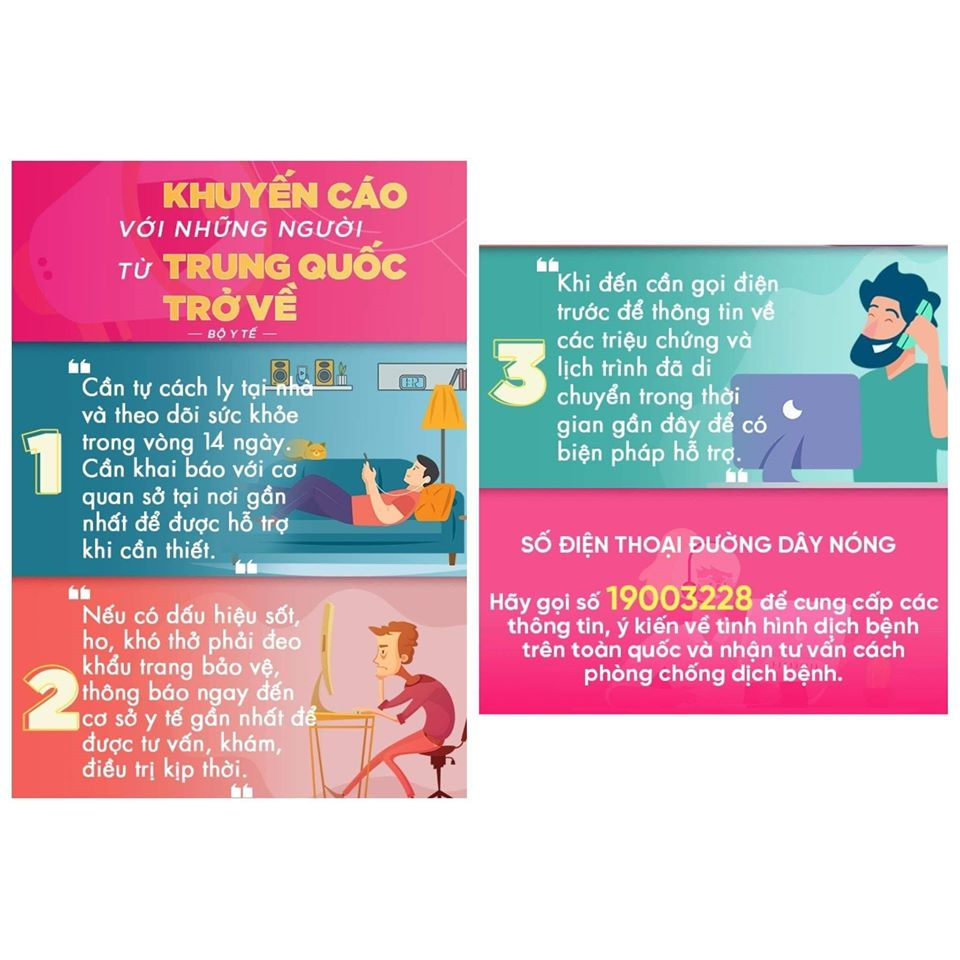 KHUYẾN CÁO
VỚI NHỮNG NGƯỜI
TỪ TRUNG QUỐC
TRỞ VỀ
— BỘ Y TẾ —
1
Cần tự cách ly tại nhà
và theo dõi sức khỏe
trong vòng 14 ngày.
Cần khai báo với cơ
quan sở tại nơi gần
nhất để được hỗ trợ
khi cần thiết.
2
Nếu có dấu hiệu sốt,
ho, khó thở phải đeo
khẩu trang bảo vệ,
thông báo ngay đến
cơ sở y tế gần nhất để
được tư vấn, khám,
điều trị kịp thời.
3
Khi đến cần gọi điện
trước để thông tin về
các triệu chứng và
lịch trình đã di
chuyển trong thời
gian gần đây để có
biện pháp hỗ trợ.
SỐ ĐIỆN THOẠI ĐƯỜNG DÂY NÓNG
Hãy gọi số 19003228 để cung cấp các
thông tin, ý kiến về tình hình dịch bệnh
trên toàn quốc và nhận tư vấn cách
phòng chống dịch bệnh.